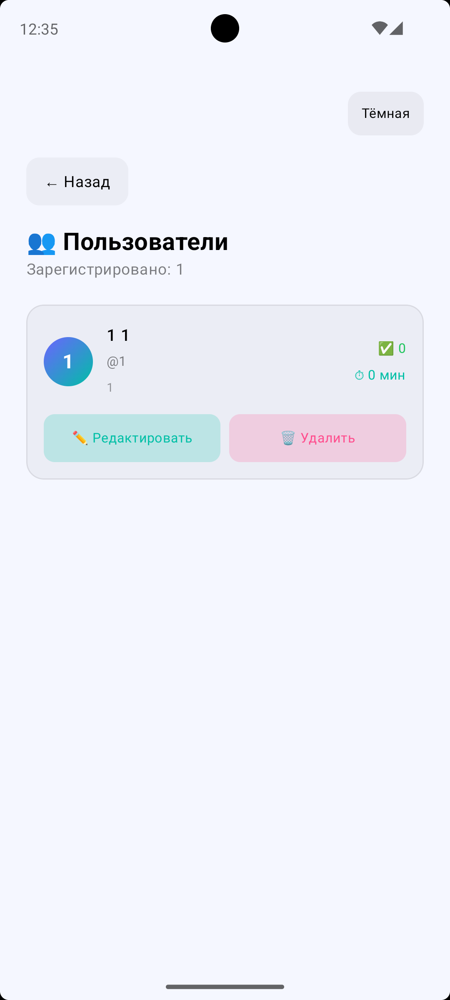 12:35
Тёмная
← Назад
👥 Пользователи
Зарегистрировано: 1
1
1 1
@1
1
✅ 0
⏱ 0 мин
✏️ Редактировать
🗑️ Удалить